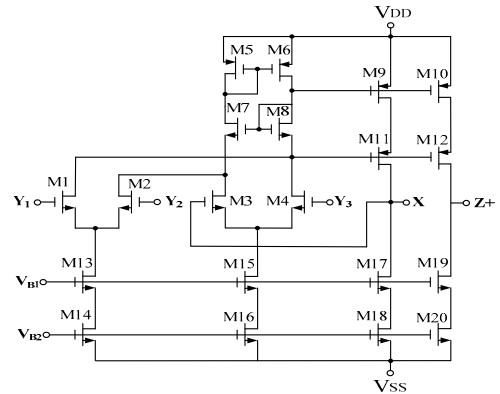 VDD
M5 M6
M9 M10
M7 M8
M11 M12
M1 M2
Y1 Y2 M3 M4 Y3 X Z+
M13 M15 M17 M19
VB1
M14 M16 M18 M20
VB2
VSS